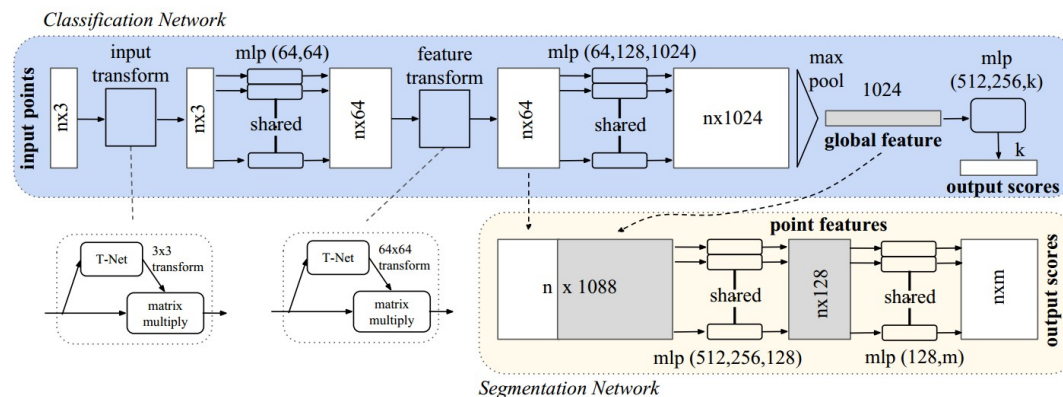 Classification Network
input points
nx3
input
transform
nx3
mlp (64,64)
shared
nx64
feature
transform
nx64
mlp (64,128,1024)
shared
nx1024
max
pool
1024
global feature
mlp
(512,256,k)
k
output scores
T-Net
3x3
transform
matrix
multiply
T-Net
64x64
transform
matrix
multiply
point features
n x 1088
shared
mlp (512,256,128)
nx128
shared
mlp (128,m)
nxm
output scores
Segmentation Network